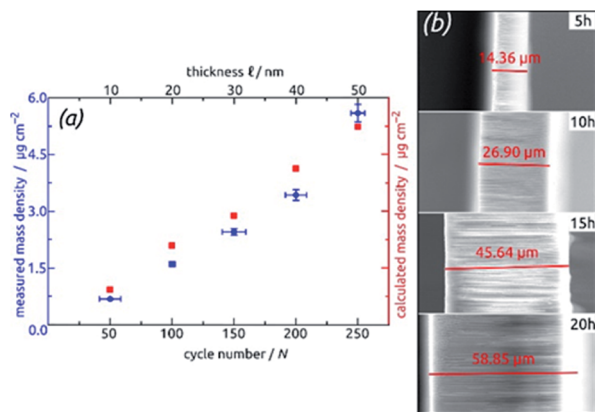 (a)
thickness ℓ / nm
10 20 30 40 50
measured mass density / µg cm⁻²
6.0
4.5
3.0
1.5
0.0
calculated mass density / µg cm⁻²
50 100 150 200 250
cycle number / N
(b)
5h
14.36 µm
10h
26.90 µm
15h
45.64 µm
20h
58.85 µm